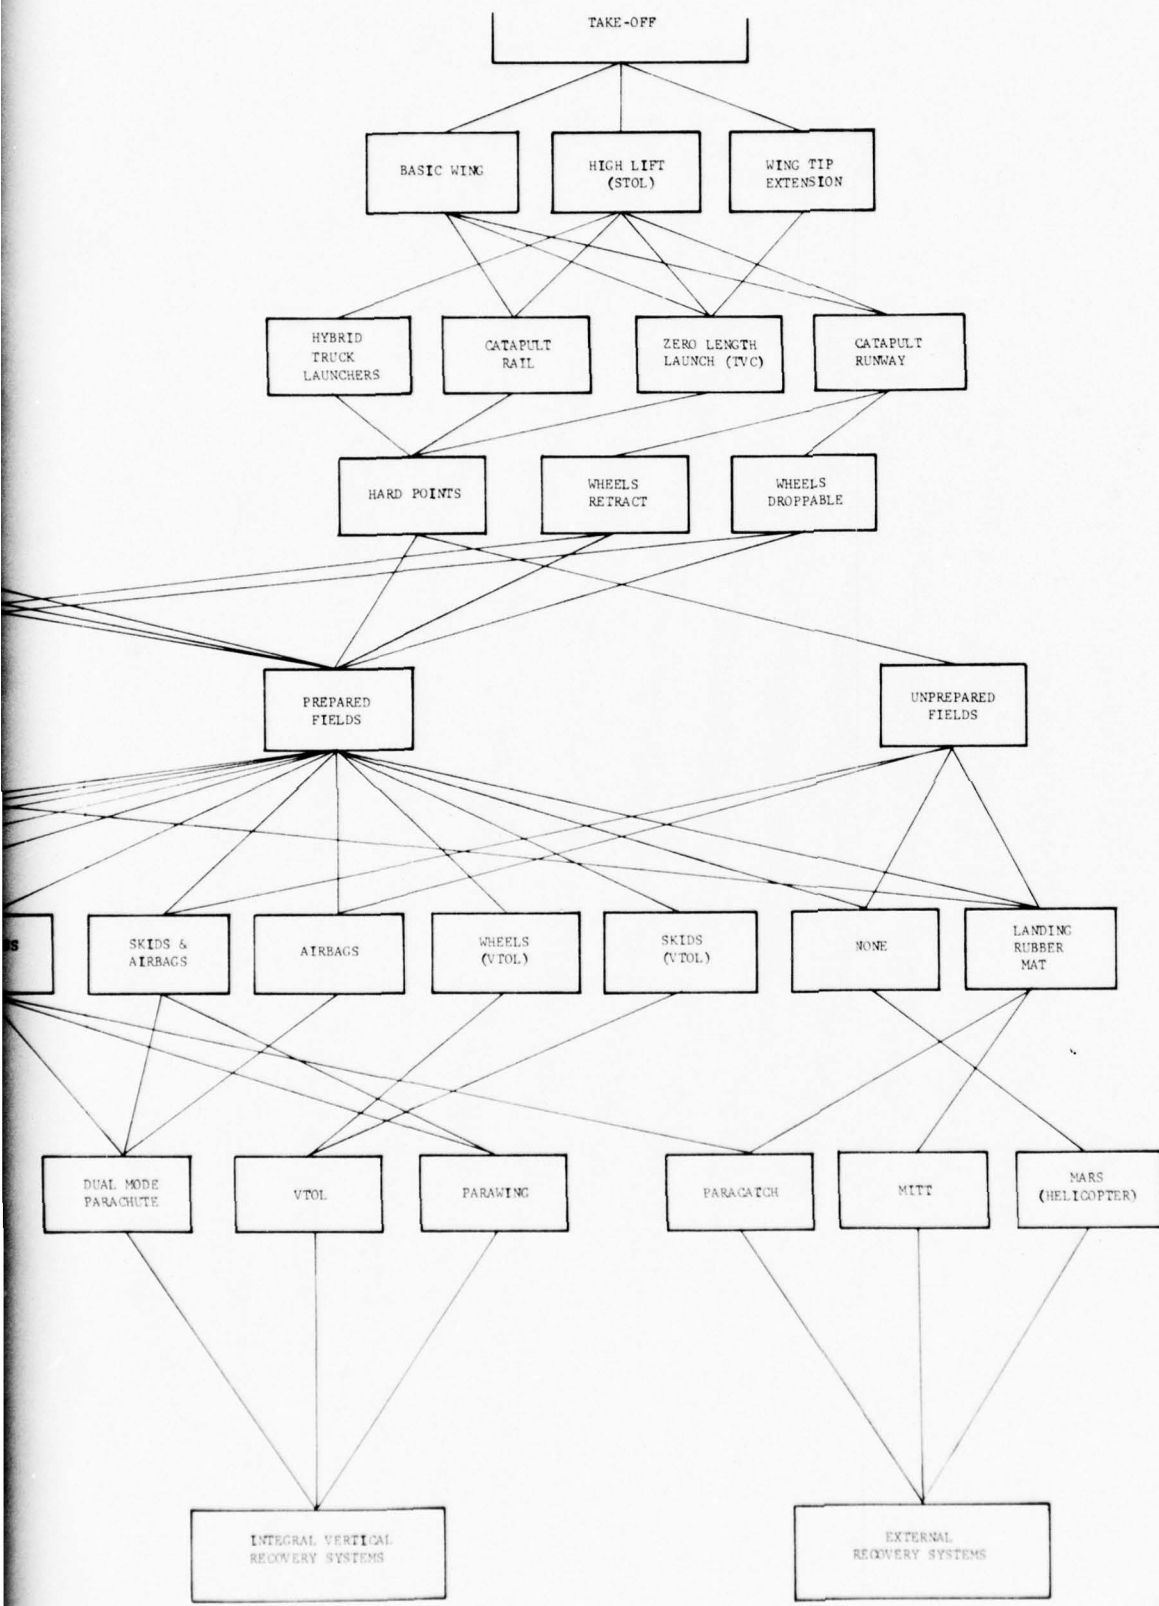 TAKE-OFF
BASIC WING
HIGH LIFT
(STOL)
WING TIP
EXTENSION
HYBRID
TRUCK
LAUNCHERS
CATAPULT
RAIL
ZERO LENGTH
LAUNCH (TVC)
CATAPULT
RUNWAY
HARD POINTS
WHEELS
RETRACT
WHEELS
DROPPABLE
PREPARED
FIELDS
UNPREPARED
FIELDS
SKIDS &
AIRBAGS
AIRBAGS
WHEELS
(VTOL)
SKIDS
(VTOL)
NONE
LANDING
RUBBER
MAT
DUAL MODE
PARACHUTE
VTOL
PARAWING
PARACATCH
MITT
MARS
(HELICOPTER)
INTEGRAL VERTICAL
RECOVERY SYSTEMS
EXTERNAL
RECOVERY SYSTEMS